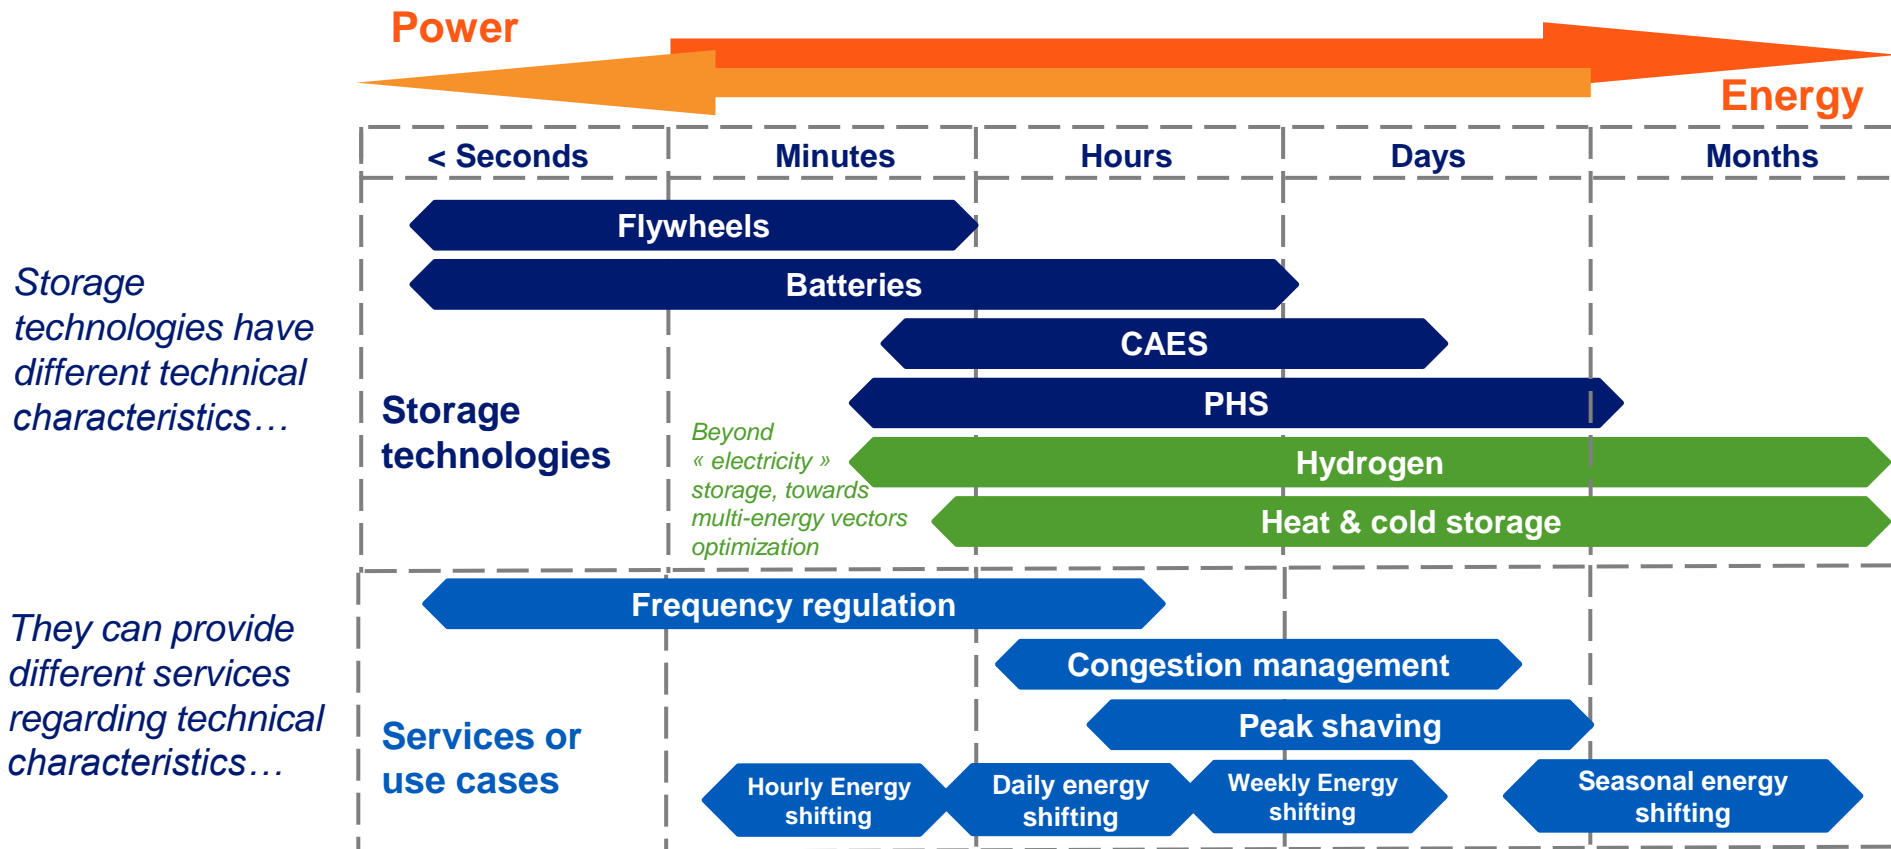 Power
Energy
< Seconds
Minutes
Hours
Days
Months
Storage
technologies have
different technical
characteristics…
Storage
technologies
Flywheels
Batteries
CAES
PHS
Beyond
« electricity »
storage, towards
multi-energy vectors
optimization
Hydrogen
Heat & cold storage
They can provide
different services
regarding technical
characteristics…
Services or
use cases
Frequency regulation
Congestion management
Peak shaving
Hourly Energy
shifting
Daily energy
shifting
Weekly Energy
shifting
Seasonal energy
shifting